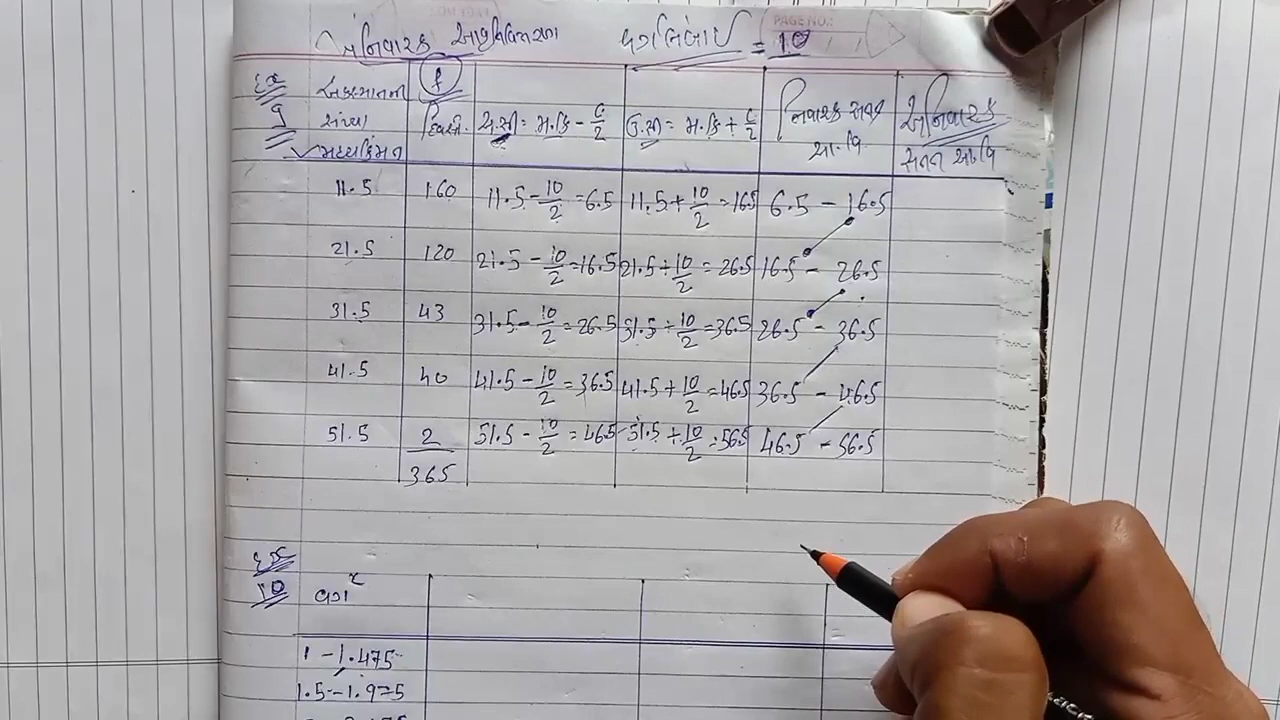 નિવારક આવૃત્તિવિતરણ વર્ગલંબાઈ = 10
PAGE NO.:
અકસ્માતની f
9 સંખ્યા દિવસો. અ.સી = મ.કિં - c/2 ઉ.સી = મ.કિં + c/2 નિવારક સતત અનિવારક
મધ્યકિંમત આ.વિ સતત આ.વિ
11.5 160 11.5 - 10/2 = 6.5 11.5 + 10/2 = 16.5 6.5 - 16.5
21.5 120 21.5 - 10/2 = 16.5 21.5 + 10/2 = 26.5 16.5 - 26.5
31.5 43 31.5 - 10/2 = 26.5 31.5 + 10/2 = 36.5 26.5 - 36.5
41.5 40 41.5 - 10/2 = 36.5 41.5 + 10/2 = 46.5 36.5 - 46.5
51.5 2 51.5 - 10/2 = 46.5 51.5 + 10/2 = 56.5 46.5 - 56.5
365
10 વર્ગ x
1 - 1.475
1.5 - 1.975